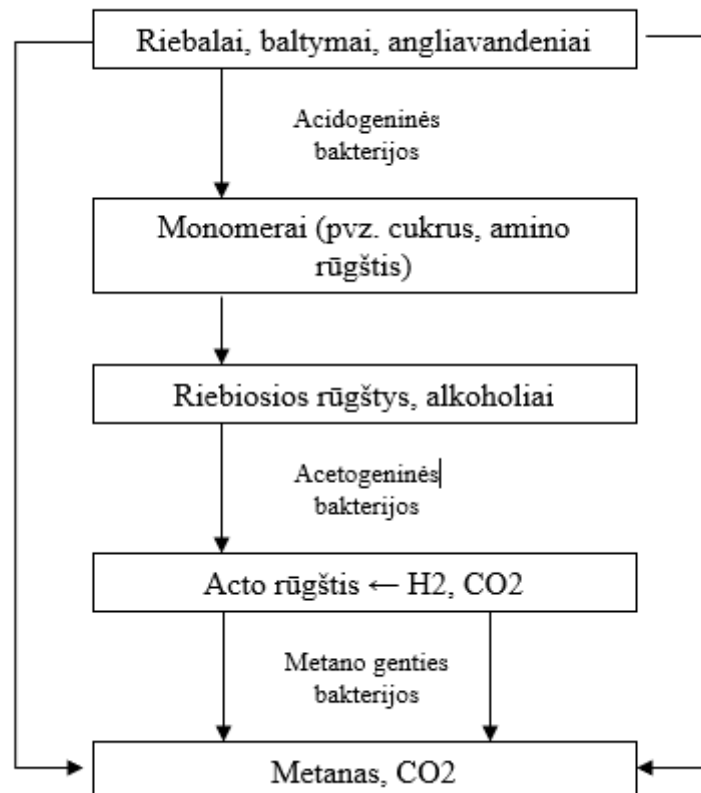 Riebalai, baltymai, angliavandeniai
Acidogeninės
bakterijos
Monomerai (pvz. cukrus, amino
rūgštis)
Riebiosios rūgštys, alkoholiai
Acetogeninės
bakterijos
Acto rūgštis ← H2, CO2
Metano genties
bakterijos
Metanas, CO2